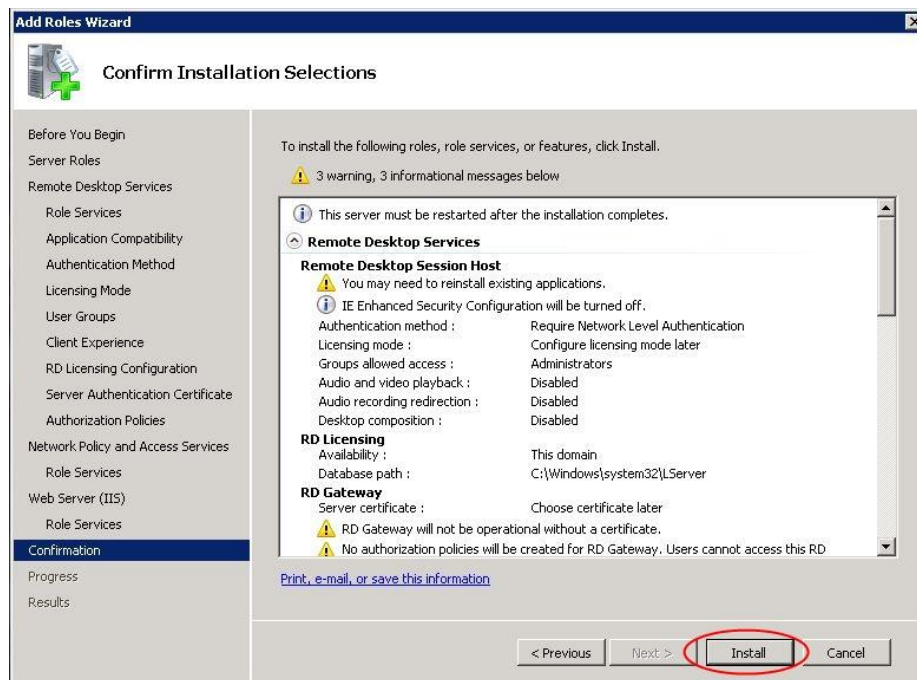 Add Roles Wizard
Confirm Installation Selections
Before You Begin
Server Roles
Remote Desktop Services
Role Services
Application Compatibility
Authentication Method
Licensing Mode
User Groups
Client Experience
RD Licensing Configuration
Server Authentication Certificate
Authorization Policies
Network Policy and Access Services
Role Services
Web Server (IIS)
Role Services
Confirmation
Progress
Results
To install the following roles, role services, or features, click Install.
3 warning, 3 informational messages below
This server must be restarted after the installation completes.
Remote Desktop Services
Remote Desktop Session Host
You may need to reinstall existing applications.
IE Enhanced Security Configuration will be turned off.
Authentication method : Require Network Level Authentication
Licensing mode : Configure licensing mode later
Groups allowed access : Administrators
Audio and video playback : Disabled
Audio recording redirection : Disabled
Desktop composition : Disabled
RD Licensing
Availability : This domain
Database path : C:\Windows\system32\LServer
RD Gateway
Server certificate : Choose certificate later
RD Gateway will not be operational without a certificate.
No authorization policies will be created for RD Gateway. Users cannot access this RD
Print, e-mail, or save this information
< Previous Next > Install Cancel